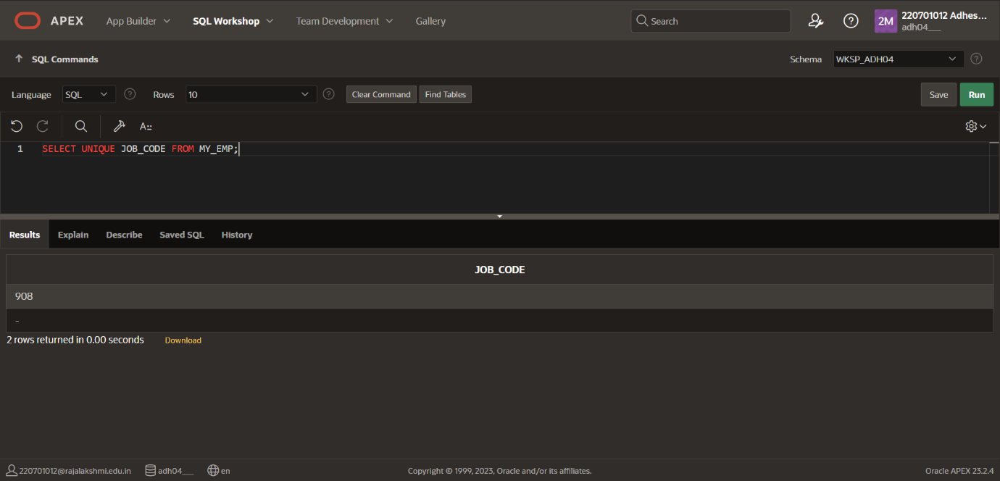 APEX App Builder SQL Workshop Team Development Gallery Search 2M 220701012 Adhes...
adh04___
SQL Commands Schema WKSP_ADH04 ?
Language SQL ? Rows 10 ? Clear Command Find Tables Save Run
A::
1 SELECT UNIQUE JOB_CODE FROM MY_EMP;
Results Explain Describe Saved SQL History
JOB_CODE
908
-
2 rows returned in 0.00 seconds Download
220701012@rajalakshmi.edu.in adh04___ en Copyright © 1999, 2023, Oracle and/or its affiliates. Oracle APEX 23.2.4